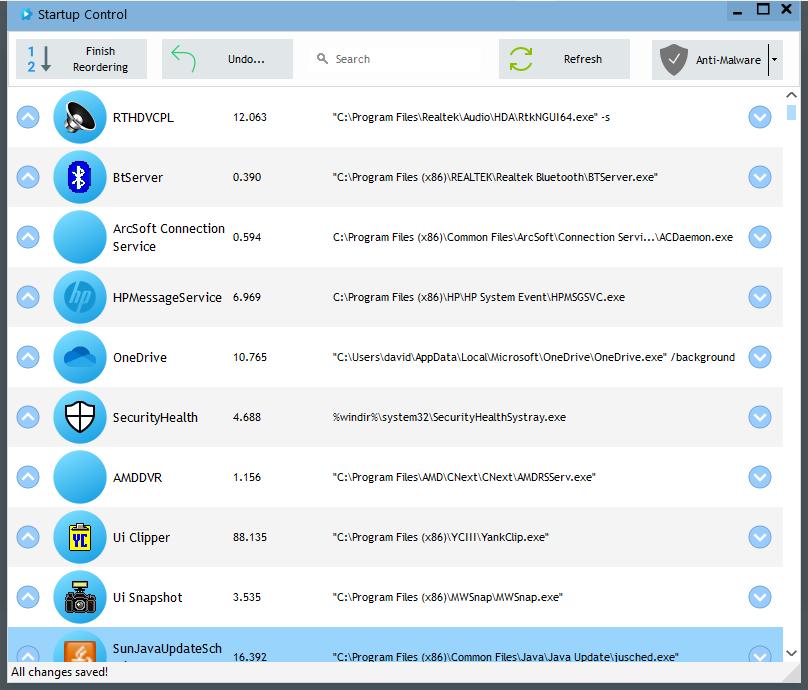 Startup Control
1 2 Finish Reordering
Undo...
Search
Refresh
Anti-Malware
RTHDVCPL 12.063 "C:\Program Files\Realtek\Audio\HDA\RtkNGUI64.exe" -s
BtServer 0.390 "C:\Program Files (x86)\REALTEK\Realtek Bluetooth\BTServer.exe"
ArcSoft Connection Service 0.594 C:\Program Files (x86)\Common Files\ArcSoft\Connection Servi...\ACDaemon.exe
hp HPMessageService 6.969 C:\Program Files (x86)\HP\HP System Event\HPMSGSVC.exe
OneDrive 10.765 "C:\Users\david\AppData\Local\Microsoft\OneDrive\OneDrive.exe" /background
SecurityHealth 4.688 %windir%\system32\SecurityHealthSystray.exe
AMDDVR 1.156 "C:\Program Files\AMD\CNext\CNext\AMDRSServ.exe"
YC Ui Clipper 88.135 "C:\Program Files (x86)\YCIII\YankClip.exe"
Ui Snapshot 3.535 "C:\Program Files (x86)\MWSnap\MWSnap.exe"
SunJavaUpdateSch 16.392 "C:\Program Files (x86)\Common Files\Java\Java Update\jusched.exe"
All changes saved!